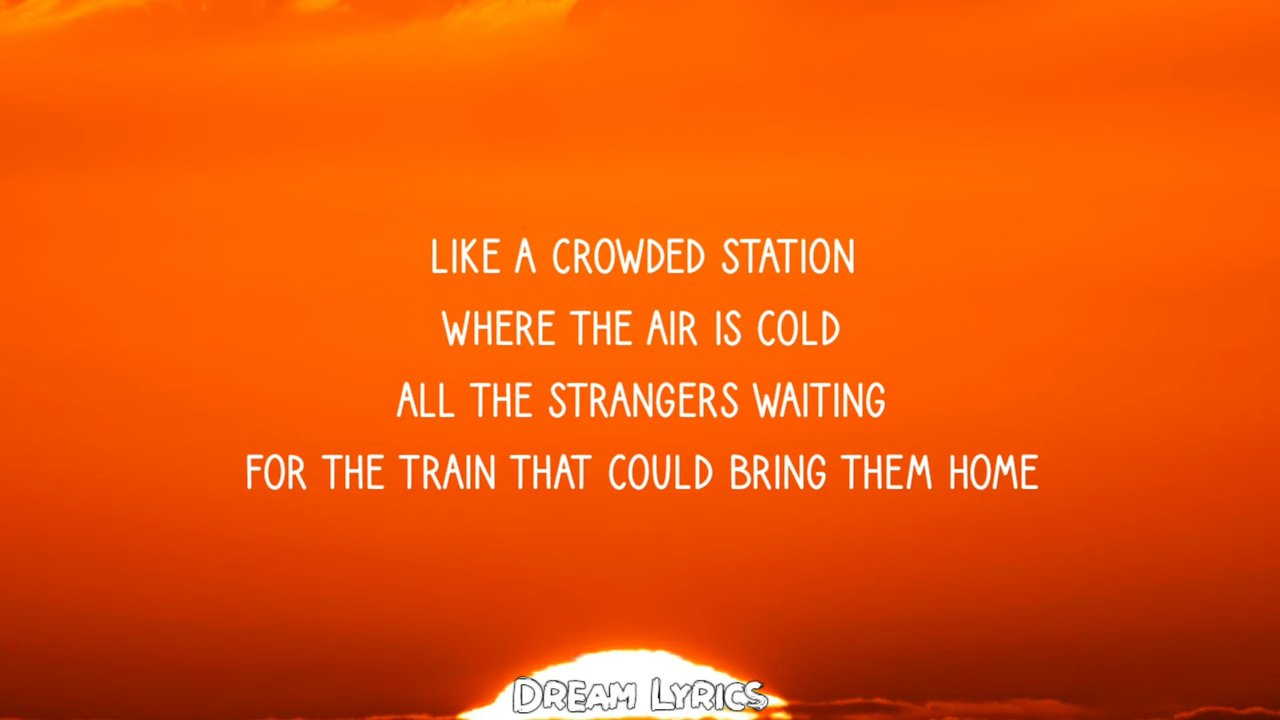 LIKE A CROWDED STATION
WHERE THE AIR IS COLD
ALL THE STRANGERS WAITING
FOR THE TRAIN THAT COULD BRING THEM HOME
DREAM LYRICS